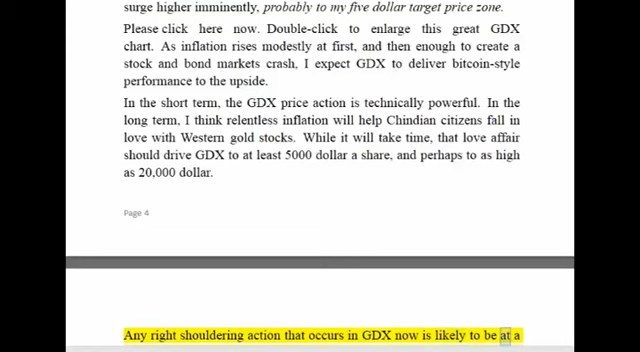 surge higher imminently, probably to my five dollar target price zone.
Please click here now. Double-click to enlarge this great GDX
chart. As inflation rises modestly at first, and then enough to create a
stock and bond markets crash, I expect GDX to deliver bitcoin-style
performance to the upside.
In the short term, the GDX price action is technically powerful. In the
long term, I think relentless inflation will help Chindian citizens fall in
love with Western gold stocks. While it will take time, that love affair
should drive GDX to at least 5000 dollar a share, and perhaps to as high
as 20,000 dollar.
Page 4
Any right shouldering action that occurs in GDX now is likely to be at a